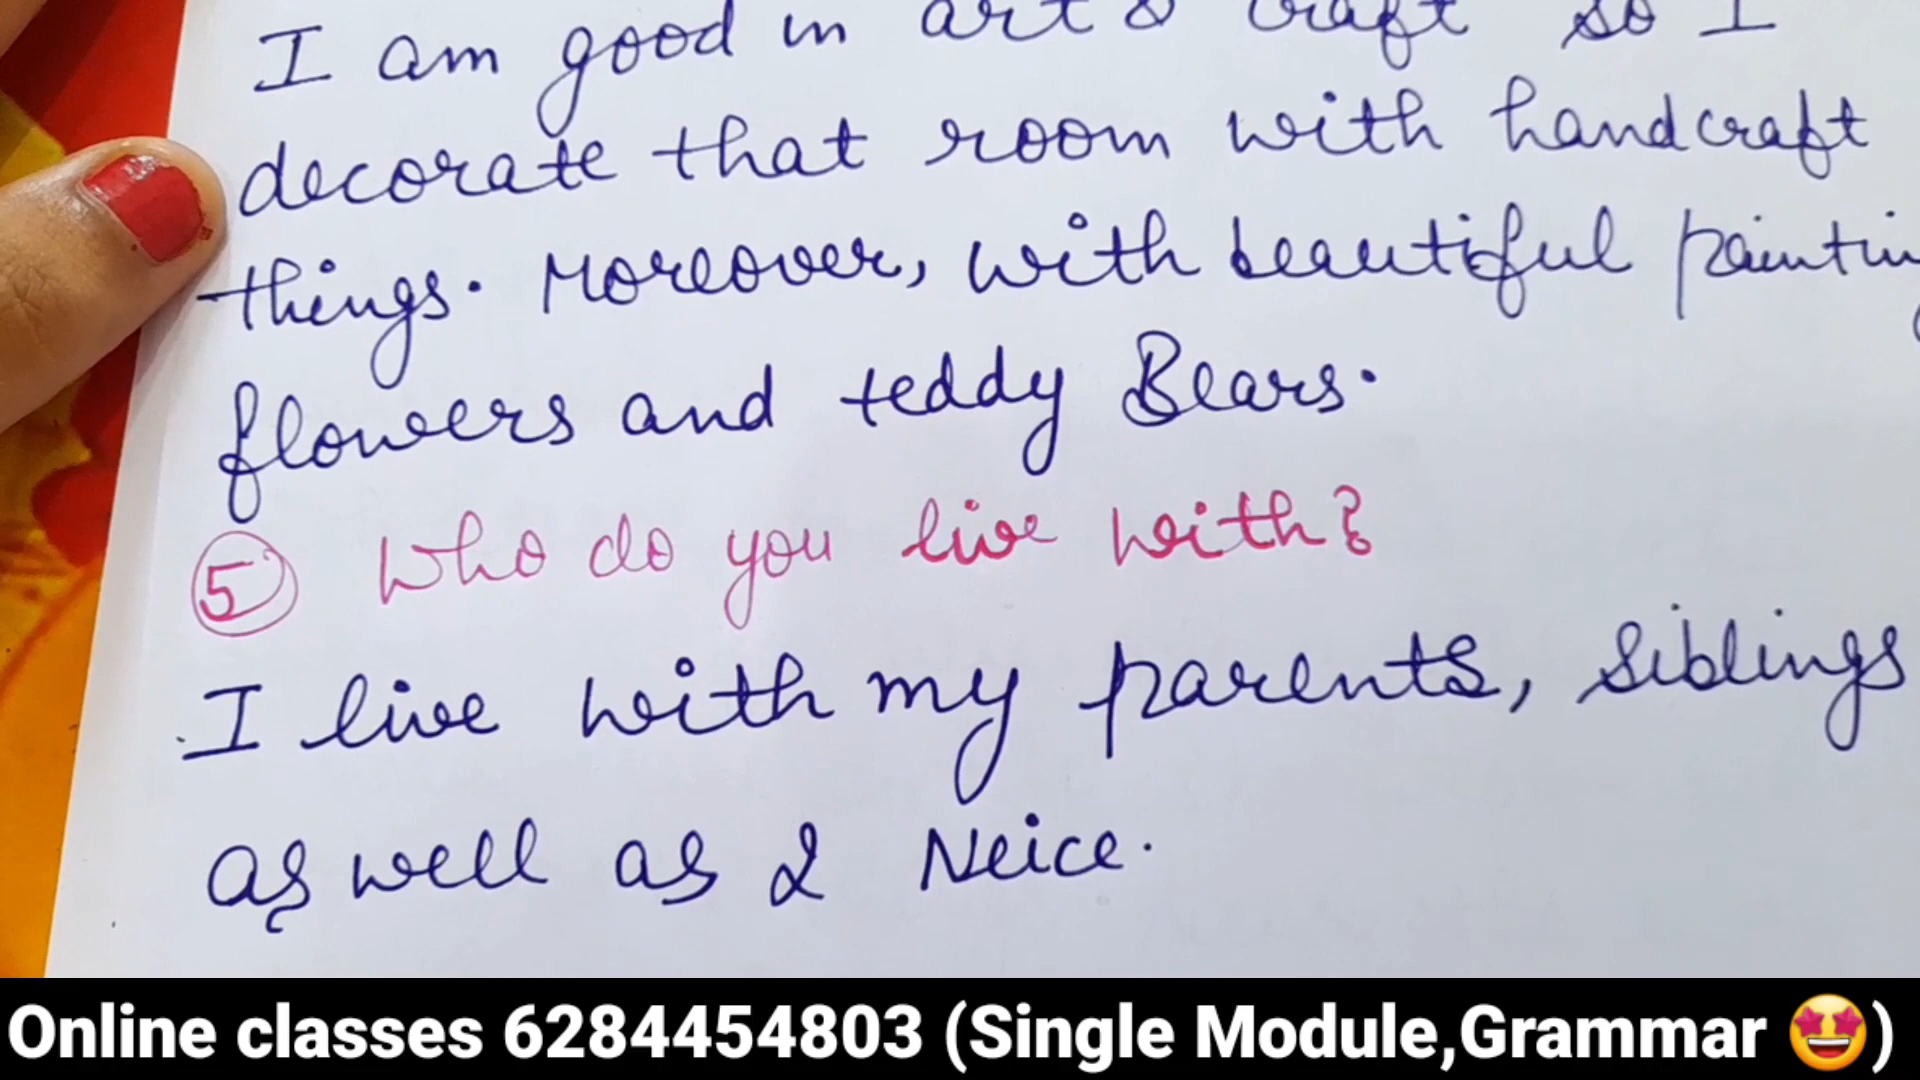 I am good in art & craft so I
decorate that room with handcraft
things. Moreover, with beautiful paintin
flowers and teddy Bears.
5 Who do you live with?
I live with my parents, siblings
as well as 2 Neice.
Online classes 6284454803 (Single Module,Grammar 🤩)